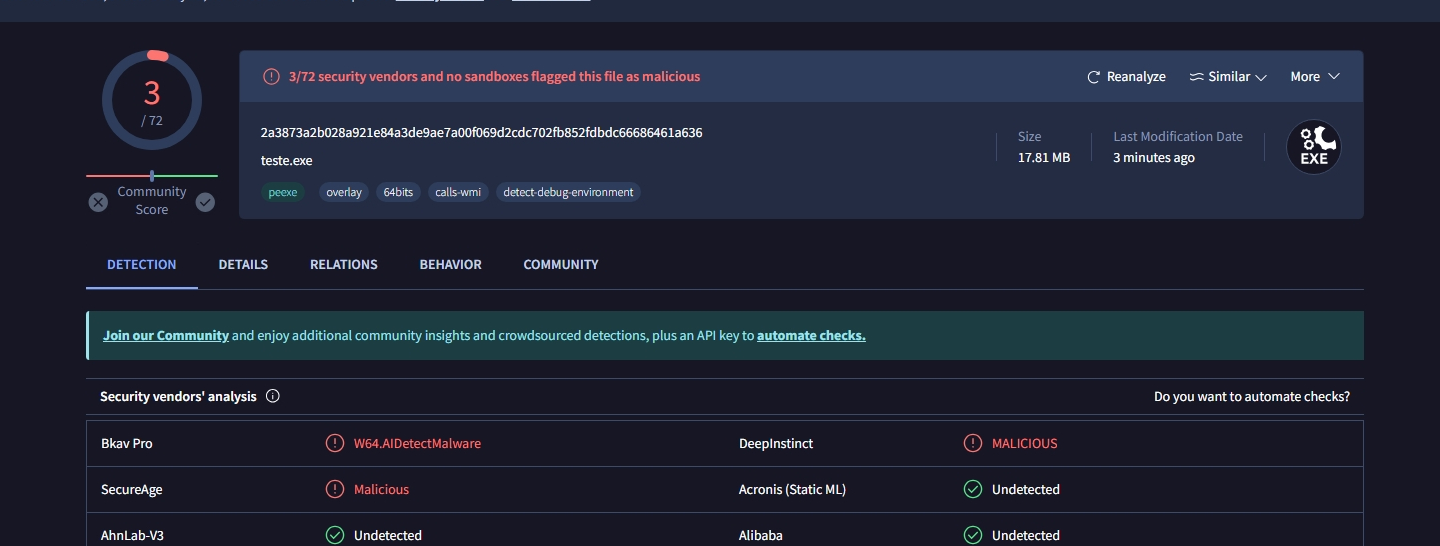 3
/ 72
Community
Score
3/72 security vendors and no sandboxes flagged this file as malicious
Reanalyze
Similar
More
2a3873a2b028a921e84a3de9ae7a00f069d2cdc702fb852fdbdc66686461a636
teste.exe
peexe
overlay
64bits
calls-wmi
detect-debug-environment
Size
17.81 MB
Last Modification Date
3 minutes ago
EXE
DETECTION
DETAILS
RELATIONS
BEHAVIOR
COMMUNITY
Join our Community and enjoy additional community insights and crowdsourced detections, plus an API key to automate checks.
Security vendors' analysis
Do you want to automate checks?
Bkav Pro
W64.AIDetectMalware
DeepInstinct
MALICIOUS
SecureAge
Malicious
Acronis (Static ML)
Undetected
AhnLab-V3
Undetected
Alibaba
Undetected